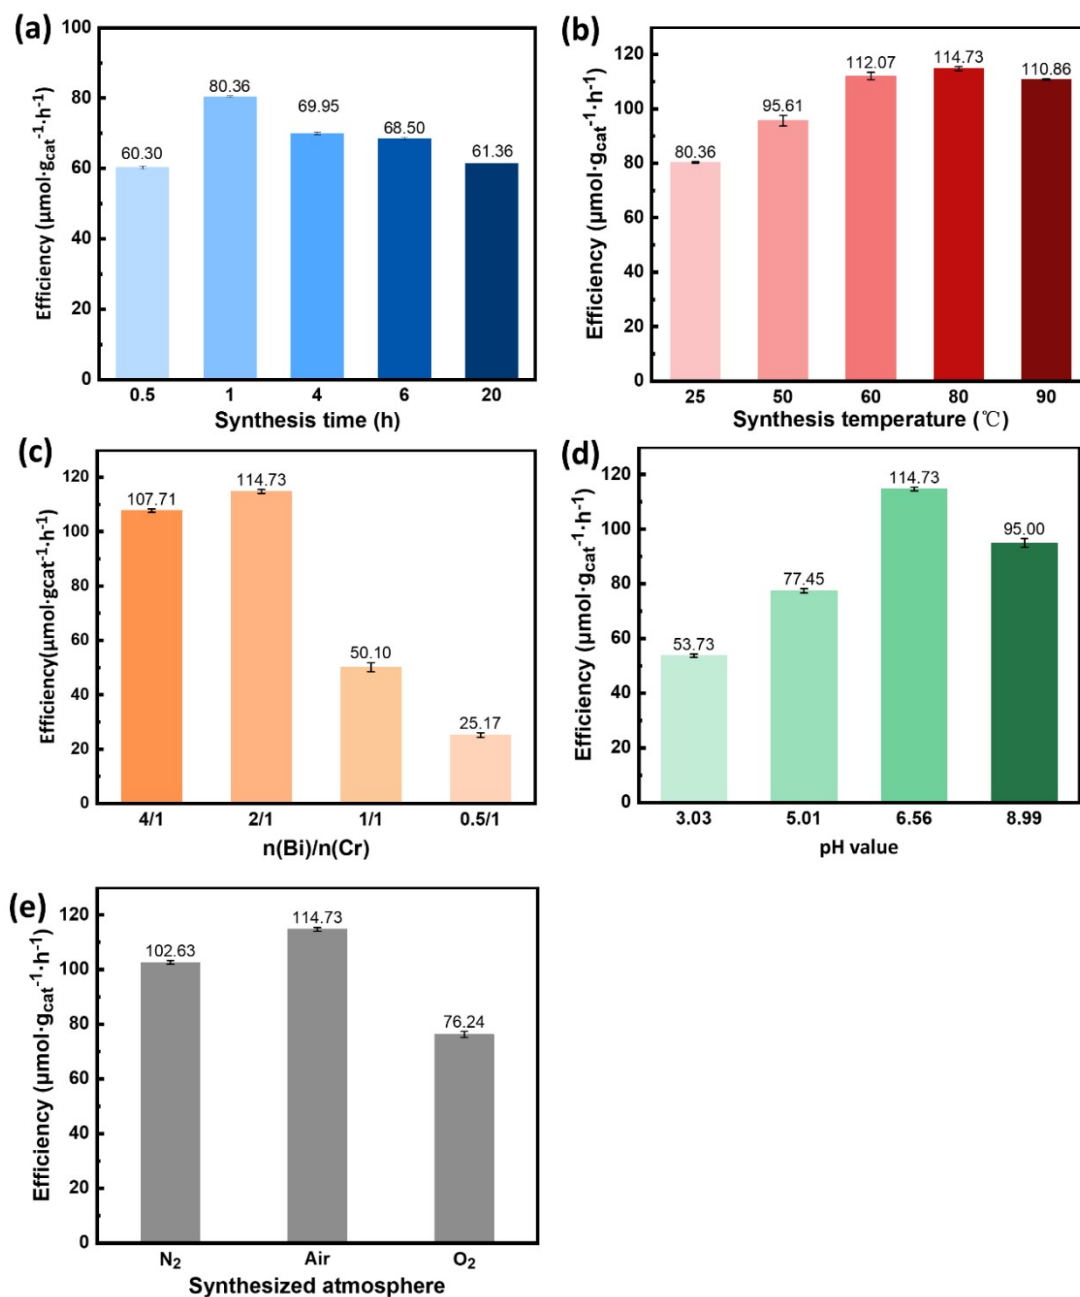 (a)
Efficiency (μmol·g_cat⁻¹·h⁻¹)
100
80
60
40
20
0
60.30
80.36
69.95
68.50
61.36
0.5 1 4 6 20
Synthesis time (h)
(b)
Efficiency (μmol·g_cat⁻¹·h⁻¹)
120
100
80
60
40
20
0
80.36
95.61
112.07
114.73
110.86
25 50 60 80 90
Synthesis temperature (℃)
(c)
Efficiency(μmol·gcat⁻¹·h⁻¹)
120
100
80
60
40
20
0
107.71
114.73
50.10
25.17
4/1 2/1 1/1 0.5/1
n(Bi)/n(Cr)
(d)
Efficiency (μmol·g_cat⁻¹·h⁻¹)
120
100
80
60
40
20
0
53.73
77.45
114.73
95.00
3.03 5.01 6.56 8.99
pH value
(e)
Efficiency (μmol·g_cat⁻¹·h⁻¹)
120
100
80
60
40
20
0
102.63
114.73
76.24
N₂ Air O₂
Synthesized atmosphere